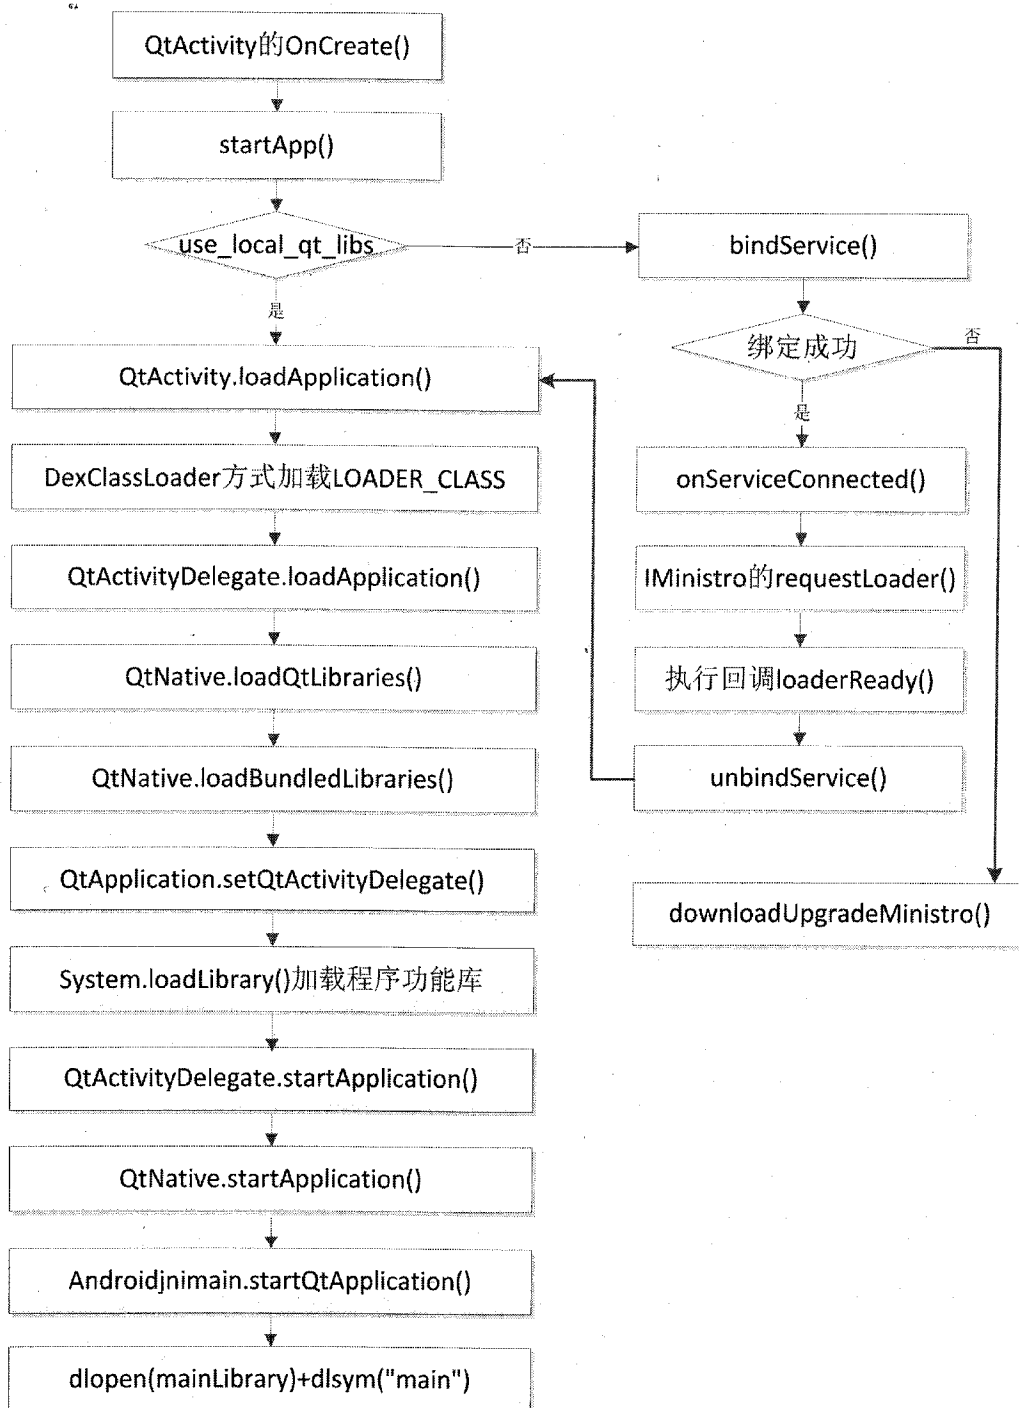 QtActivity的OnCreate()
startApp()
use_local_qt_libs
否
bindService()
是
绑定成功
否
QtActivity.loadApplication()
是
DexClassLoader方式加载LOADER_CLASS
onServiceConnected()
QtActivityDelegate.loadApplication()
IMinistro的requestLoader()
QtNative.loadQtLibraries()
执行回调loaderReady()
QtNative.loadBundledLibraries()
unbindService()
QtApplication.setQtActivityDelegate()
downloadUpgradeMinistro()
System.loadLibrary()加载程序功能库
QtActivityDelegate.startApplication()
QtNative.startApplication()
Androidjnimain.startQtApplication()
dlopen(mainLibrary)+dlsym("main")